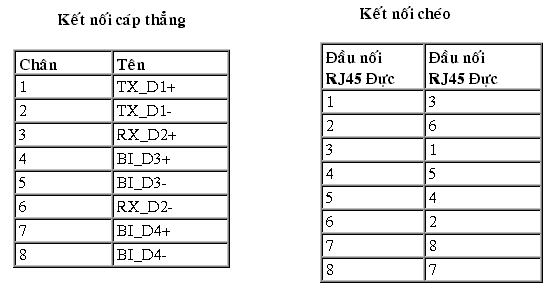 Kết nối cáp thẳng
Chân Tên
1 TX_D1+
2 TX_D1-
3 RX_D2+
4 BI_D3+
5 BI_D3-
6 RX_D2-
7 BI_D4+
8 BI_D4-
Kết nối chéo
Đầu nối Đầu nối
RJ45 Đực RJ45 Đực
1 3
2 6
3 1
4 5
5 4
6 2
7 8
8 7